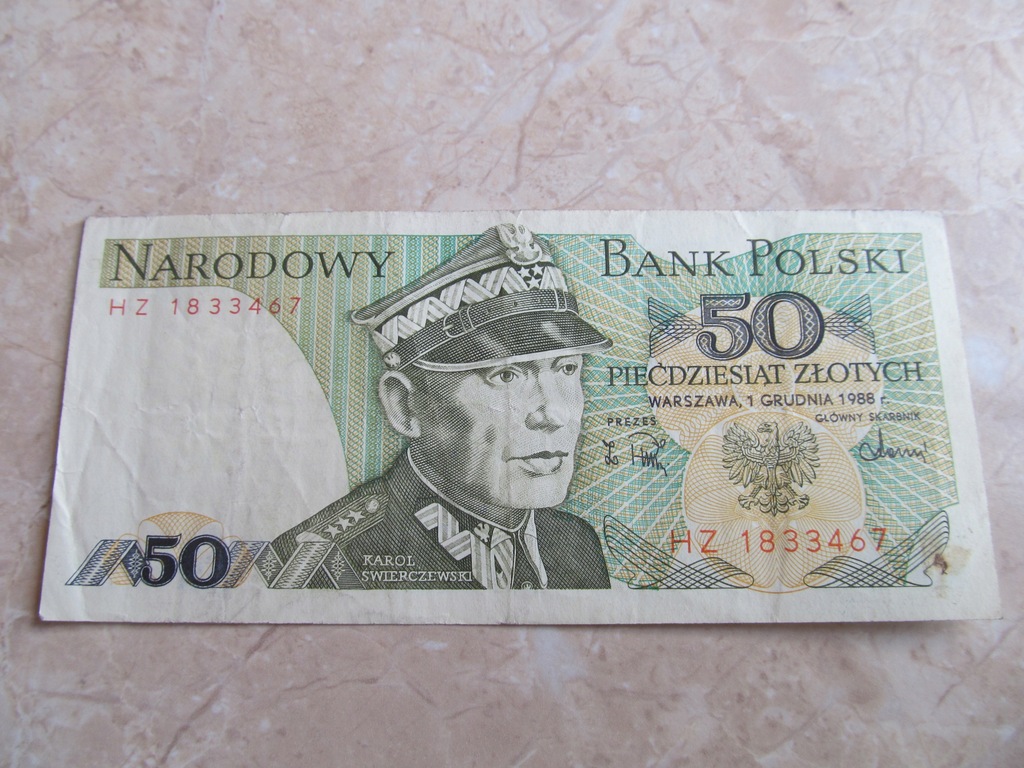 NARODOWY BANK POLSKI
HZ 1833467
50
PIĘĆDZIESIĄT ZŁOTYCH
WARSZAWA, 1 GRUDNIA 1988 r.
PREZES GŁÓWNY SKARBNIK
HZ 1833467
50
KAROL
ŚWIERCZEWSKI